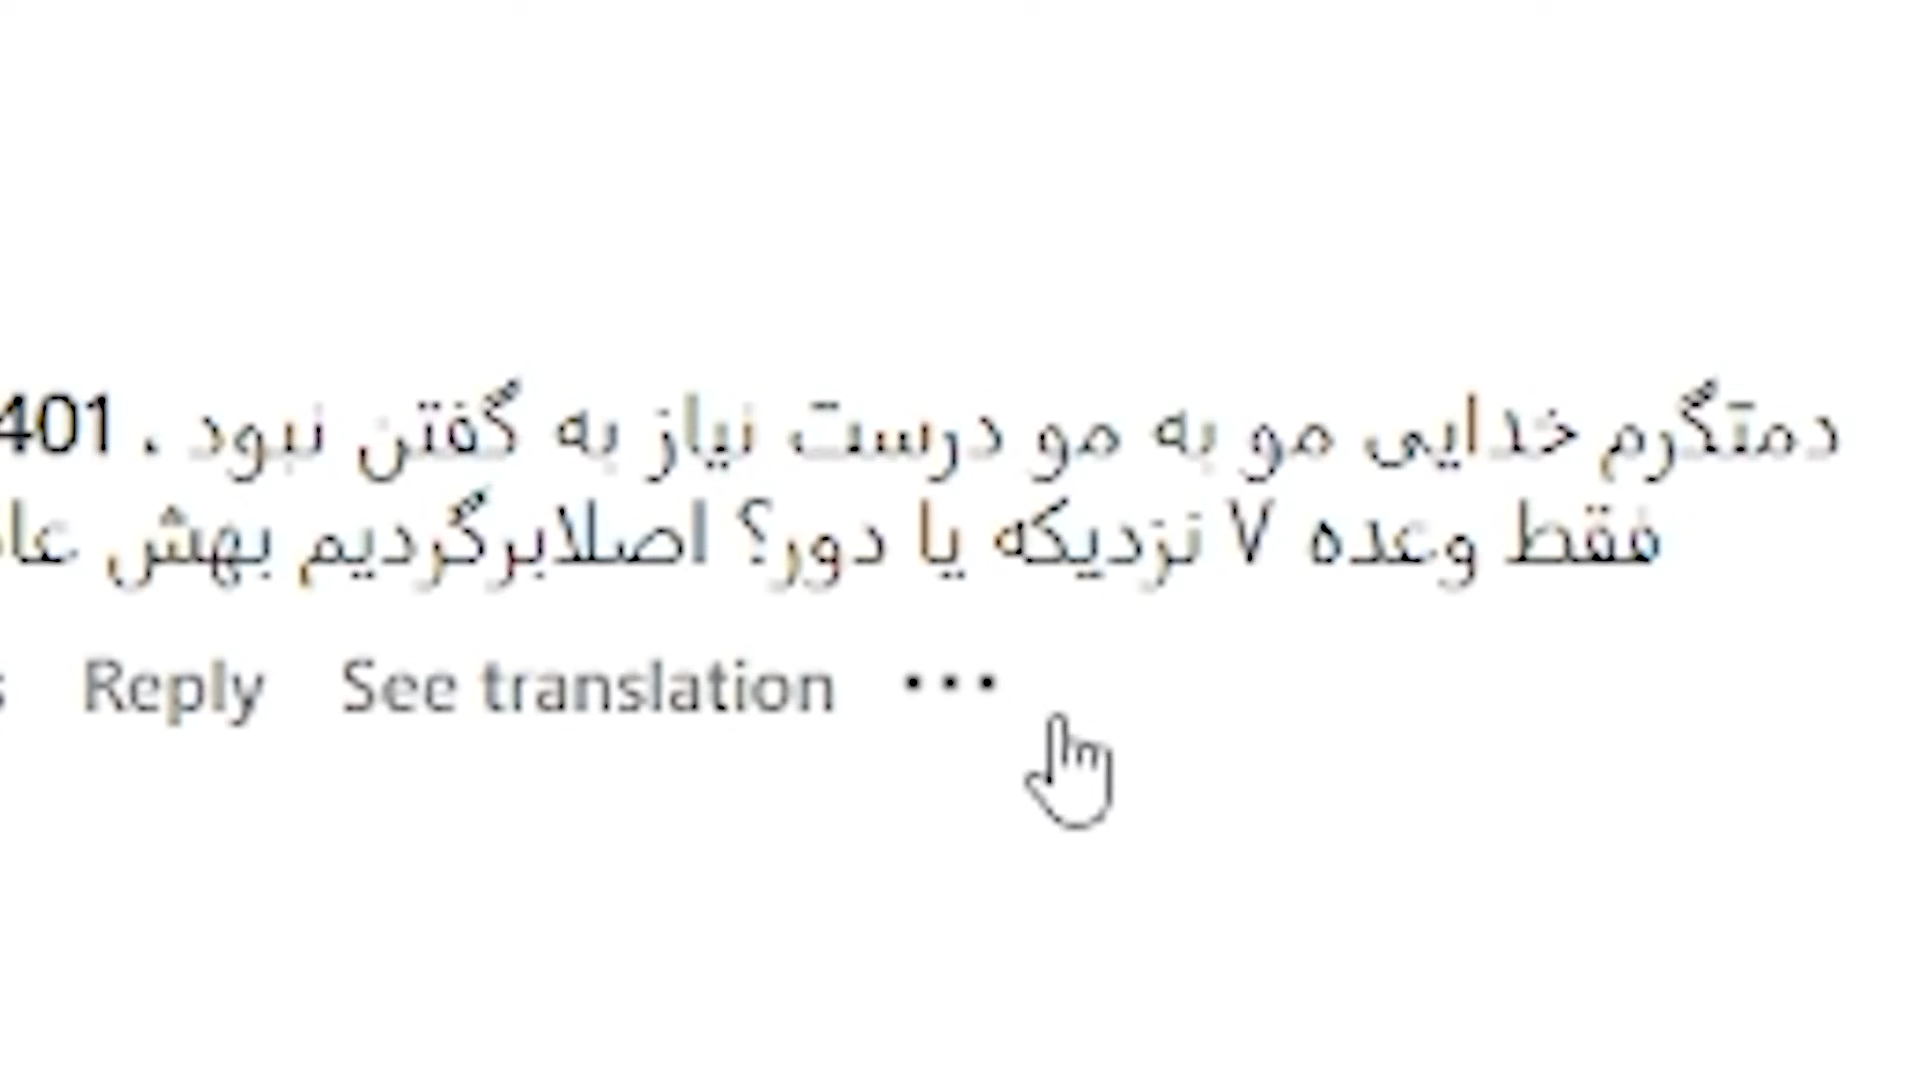 401 دمتگرم خدایی مو به مو درست نیاز به گفتن نبود .
فقط وعده ۷ نزدیکه یا دور؟ اصلابرگردیم بهش
Reply See translation •••